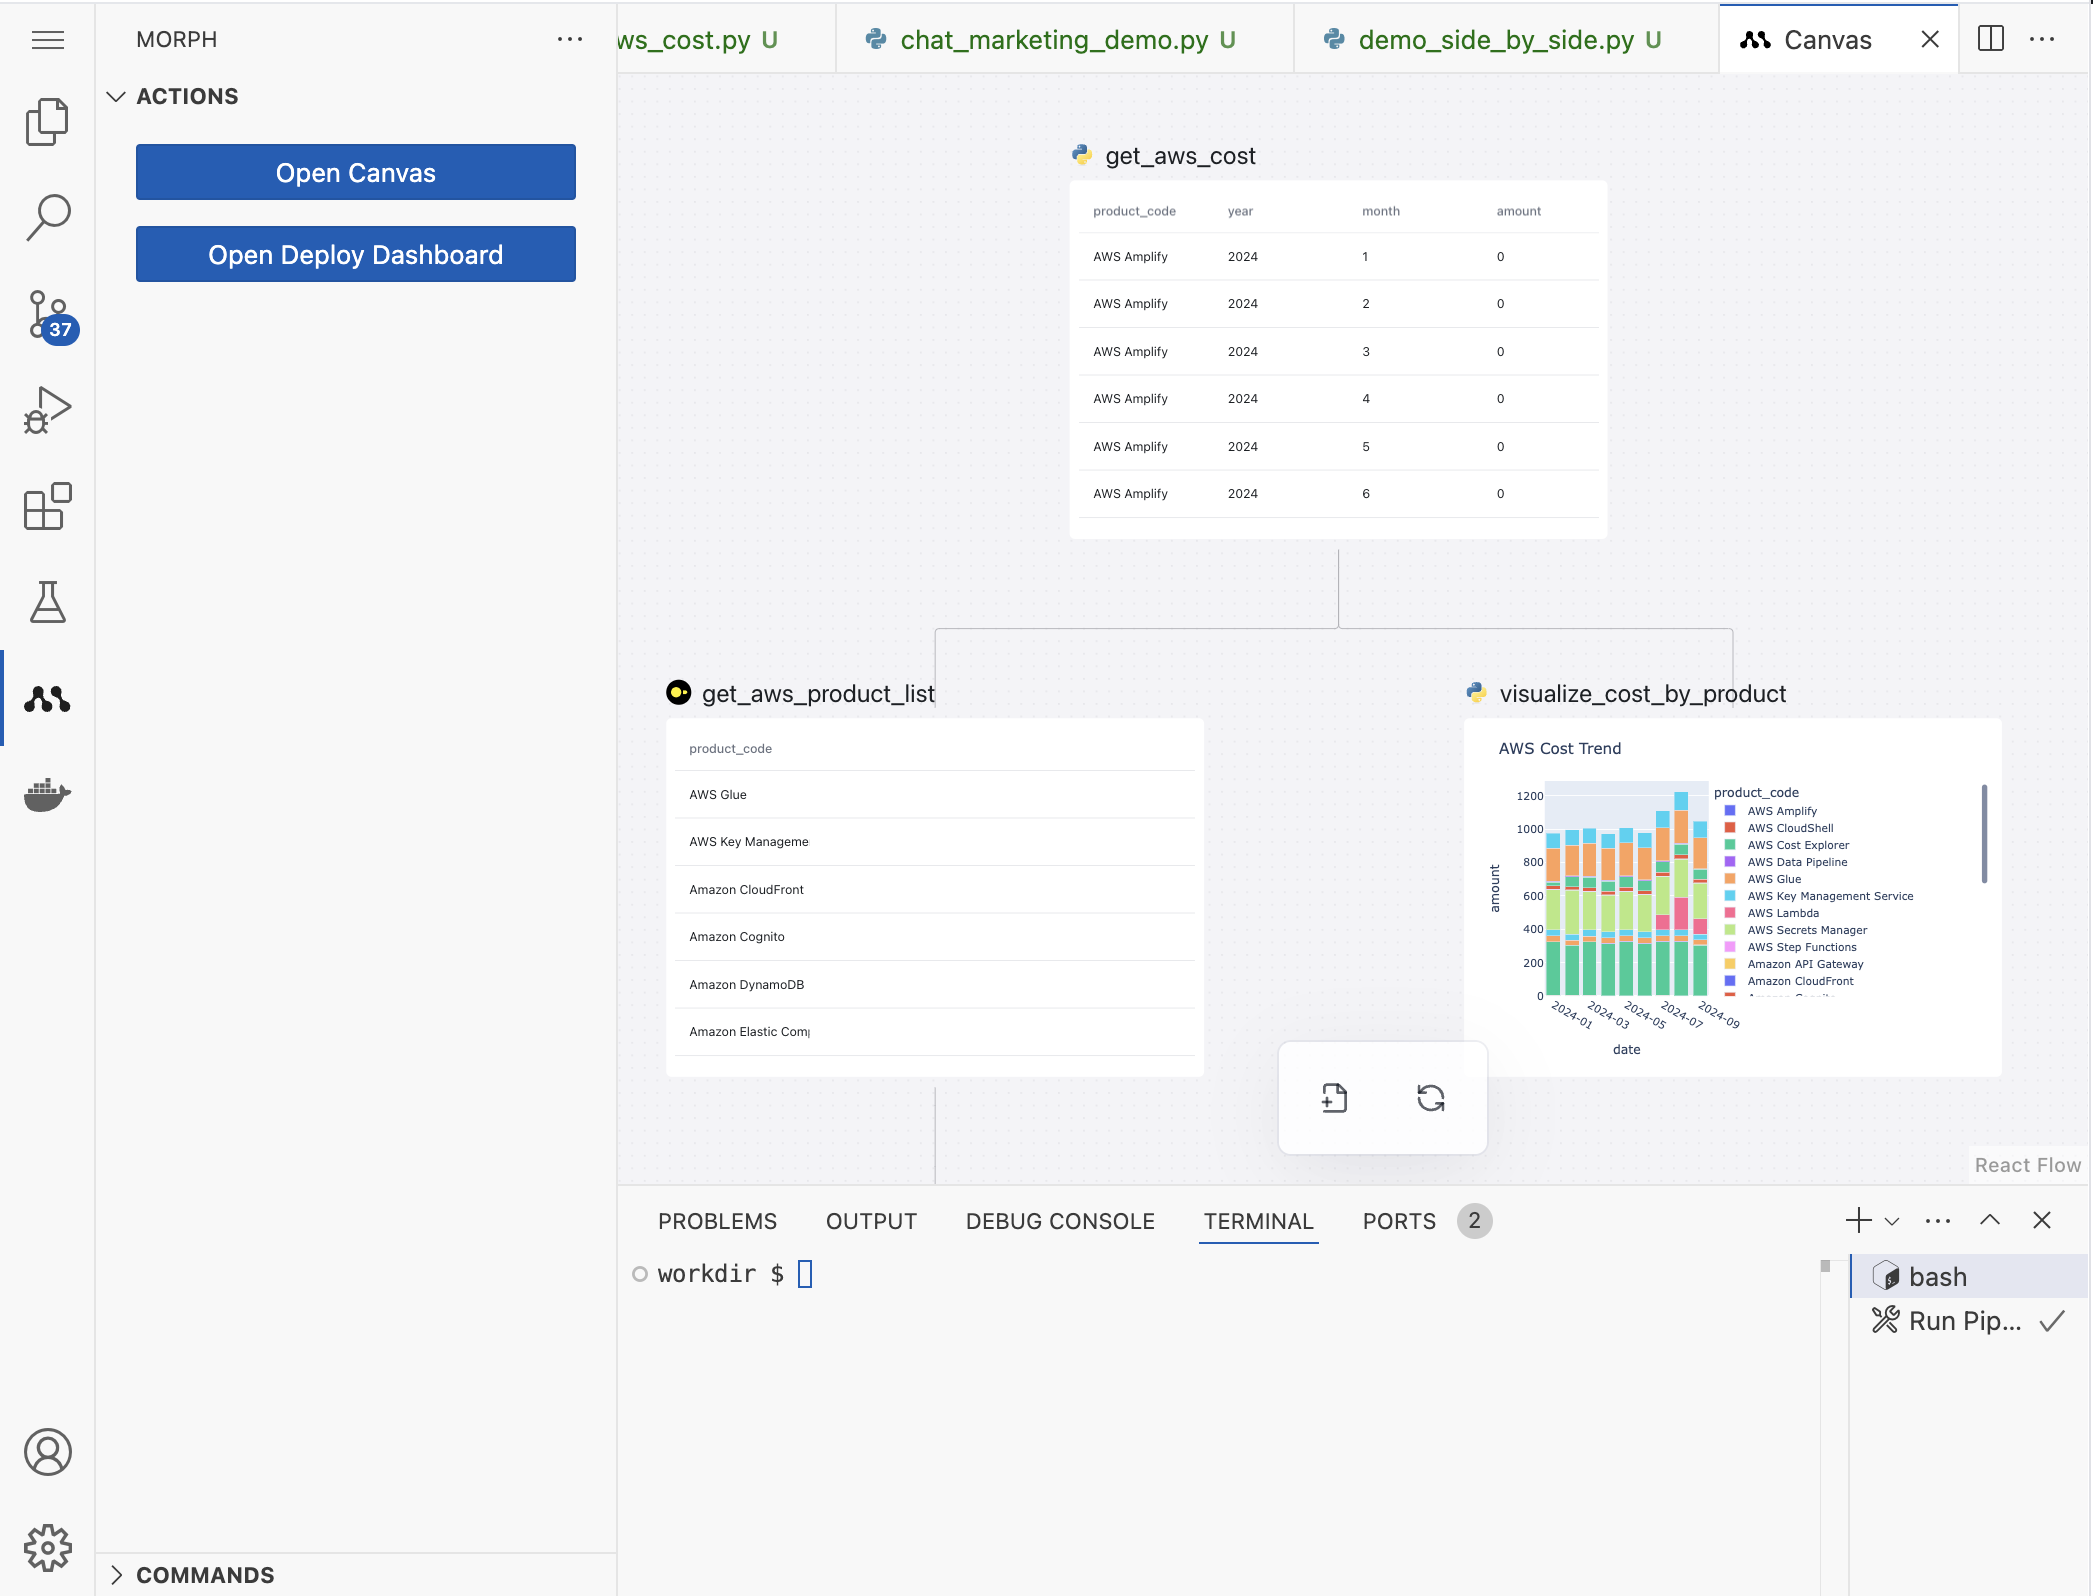 MORPH
ws_cost.py U
chat_marketing_demo.py U
demo_side_by_side.py U
Canvas
ACTIONS
Open Canvas
Open Deploy Dashboard
37
get_aws_cost
product_code year month amount
AWS Amplify 2024 1 0
AWS Amplify 2024 2 0
AWS Amplify 2024 3 0
AWS Amplify 2024 4 0
AWS Amplify 2024 5 0
AWS Amplify 2024 6 0
get_aws_product_list
product_code
AWS Glue
AWS Key Manageme
Amazon CloudFront
Amazon Cognito
Amazon DynamoDB
Amazon Elastic Com
visualize_cost_by_product
AWS Cost Trend
1200
1000
800
600
400
200
0
amount
2024-01
2024-03
2024-05
2024-07
2024-09
date
product_code
AWS Amplify
AWS CloudShell
AWS Cost Explorer
AWS Data Pipeline
AWS Glue
AWS Key Management Service
AWS Lambda
AWS Secrets Manager
AWS Step Functions
Amazon API Gateway
Amazon CloudFront
React Flow
PROBLEMS OUTPUT DEBUG CONSOLE TERMINAL PORTS 2
workdir $
bash
Run Pip...
COMMANDS